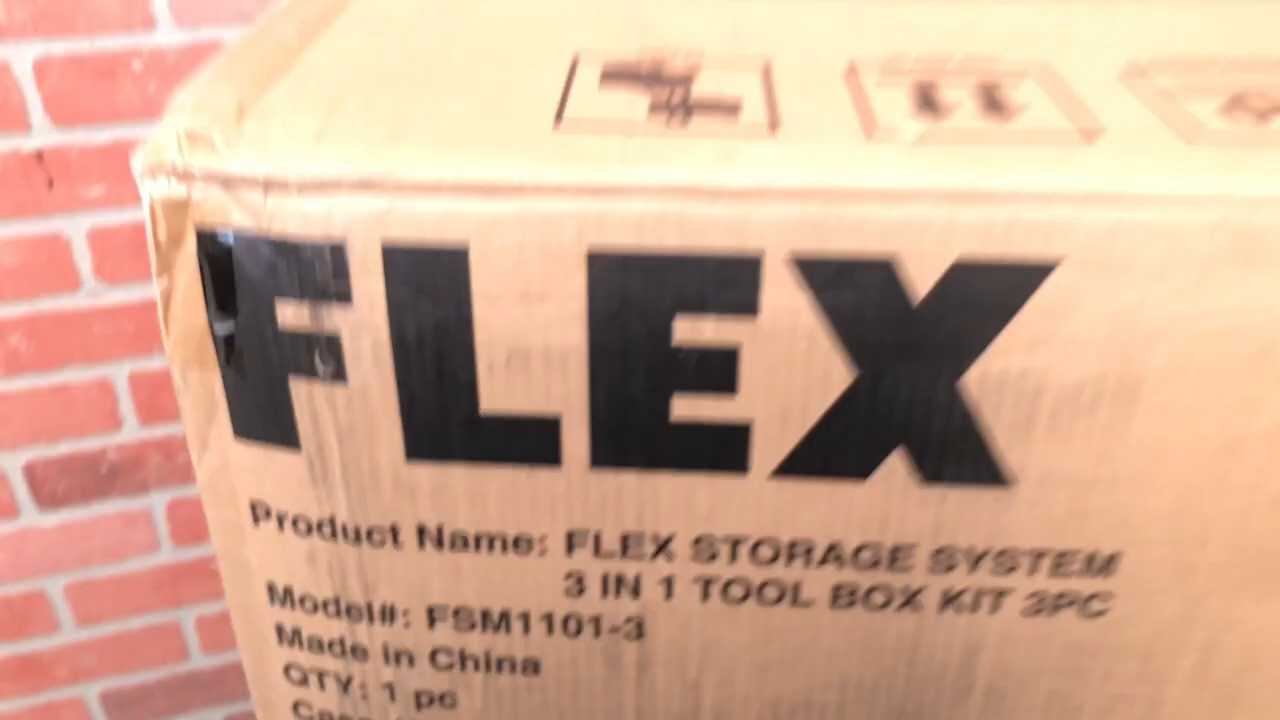 FLEX
Product Name: FLEX STORAGE SYSTEM
3 IN 1 TOOL BOX KIT 3PC
Model#: FSM1101-3
Made in China
QTY: 1 pc